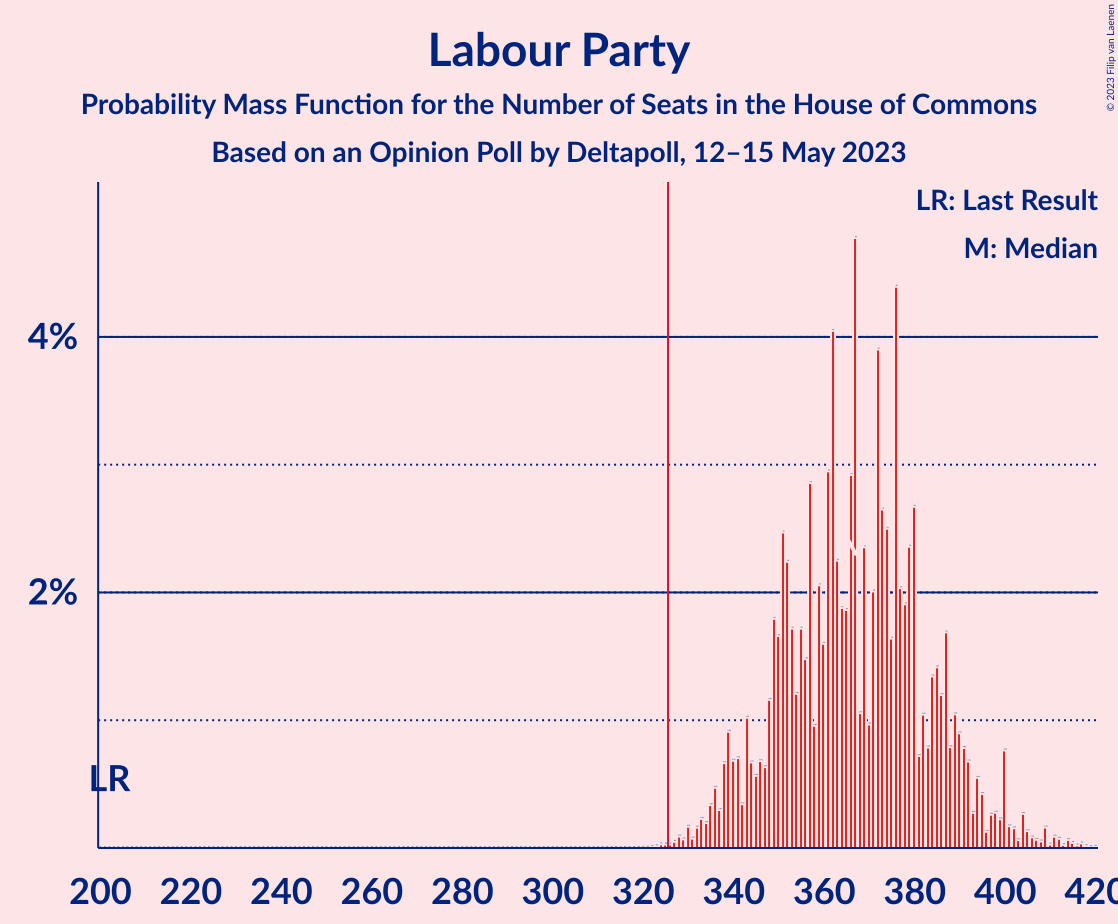 Labour Party
Probability Mass Function for the Number of Seats in the House of Commons
Based on an Opinion Poll by Deltapoll, 12–15 May 2023
© 2023 Filip van Laenen
LR: Last Result
M: Median
4%
2%
LR
200 220 240 260 280 300 320 340 360 380 400 420